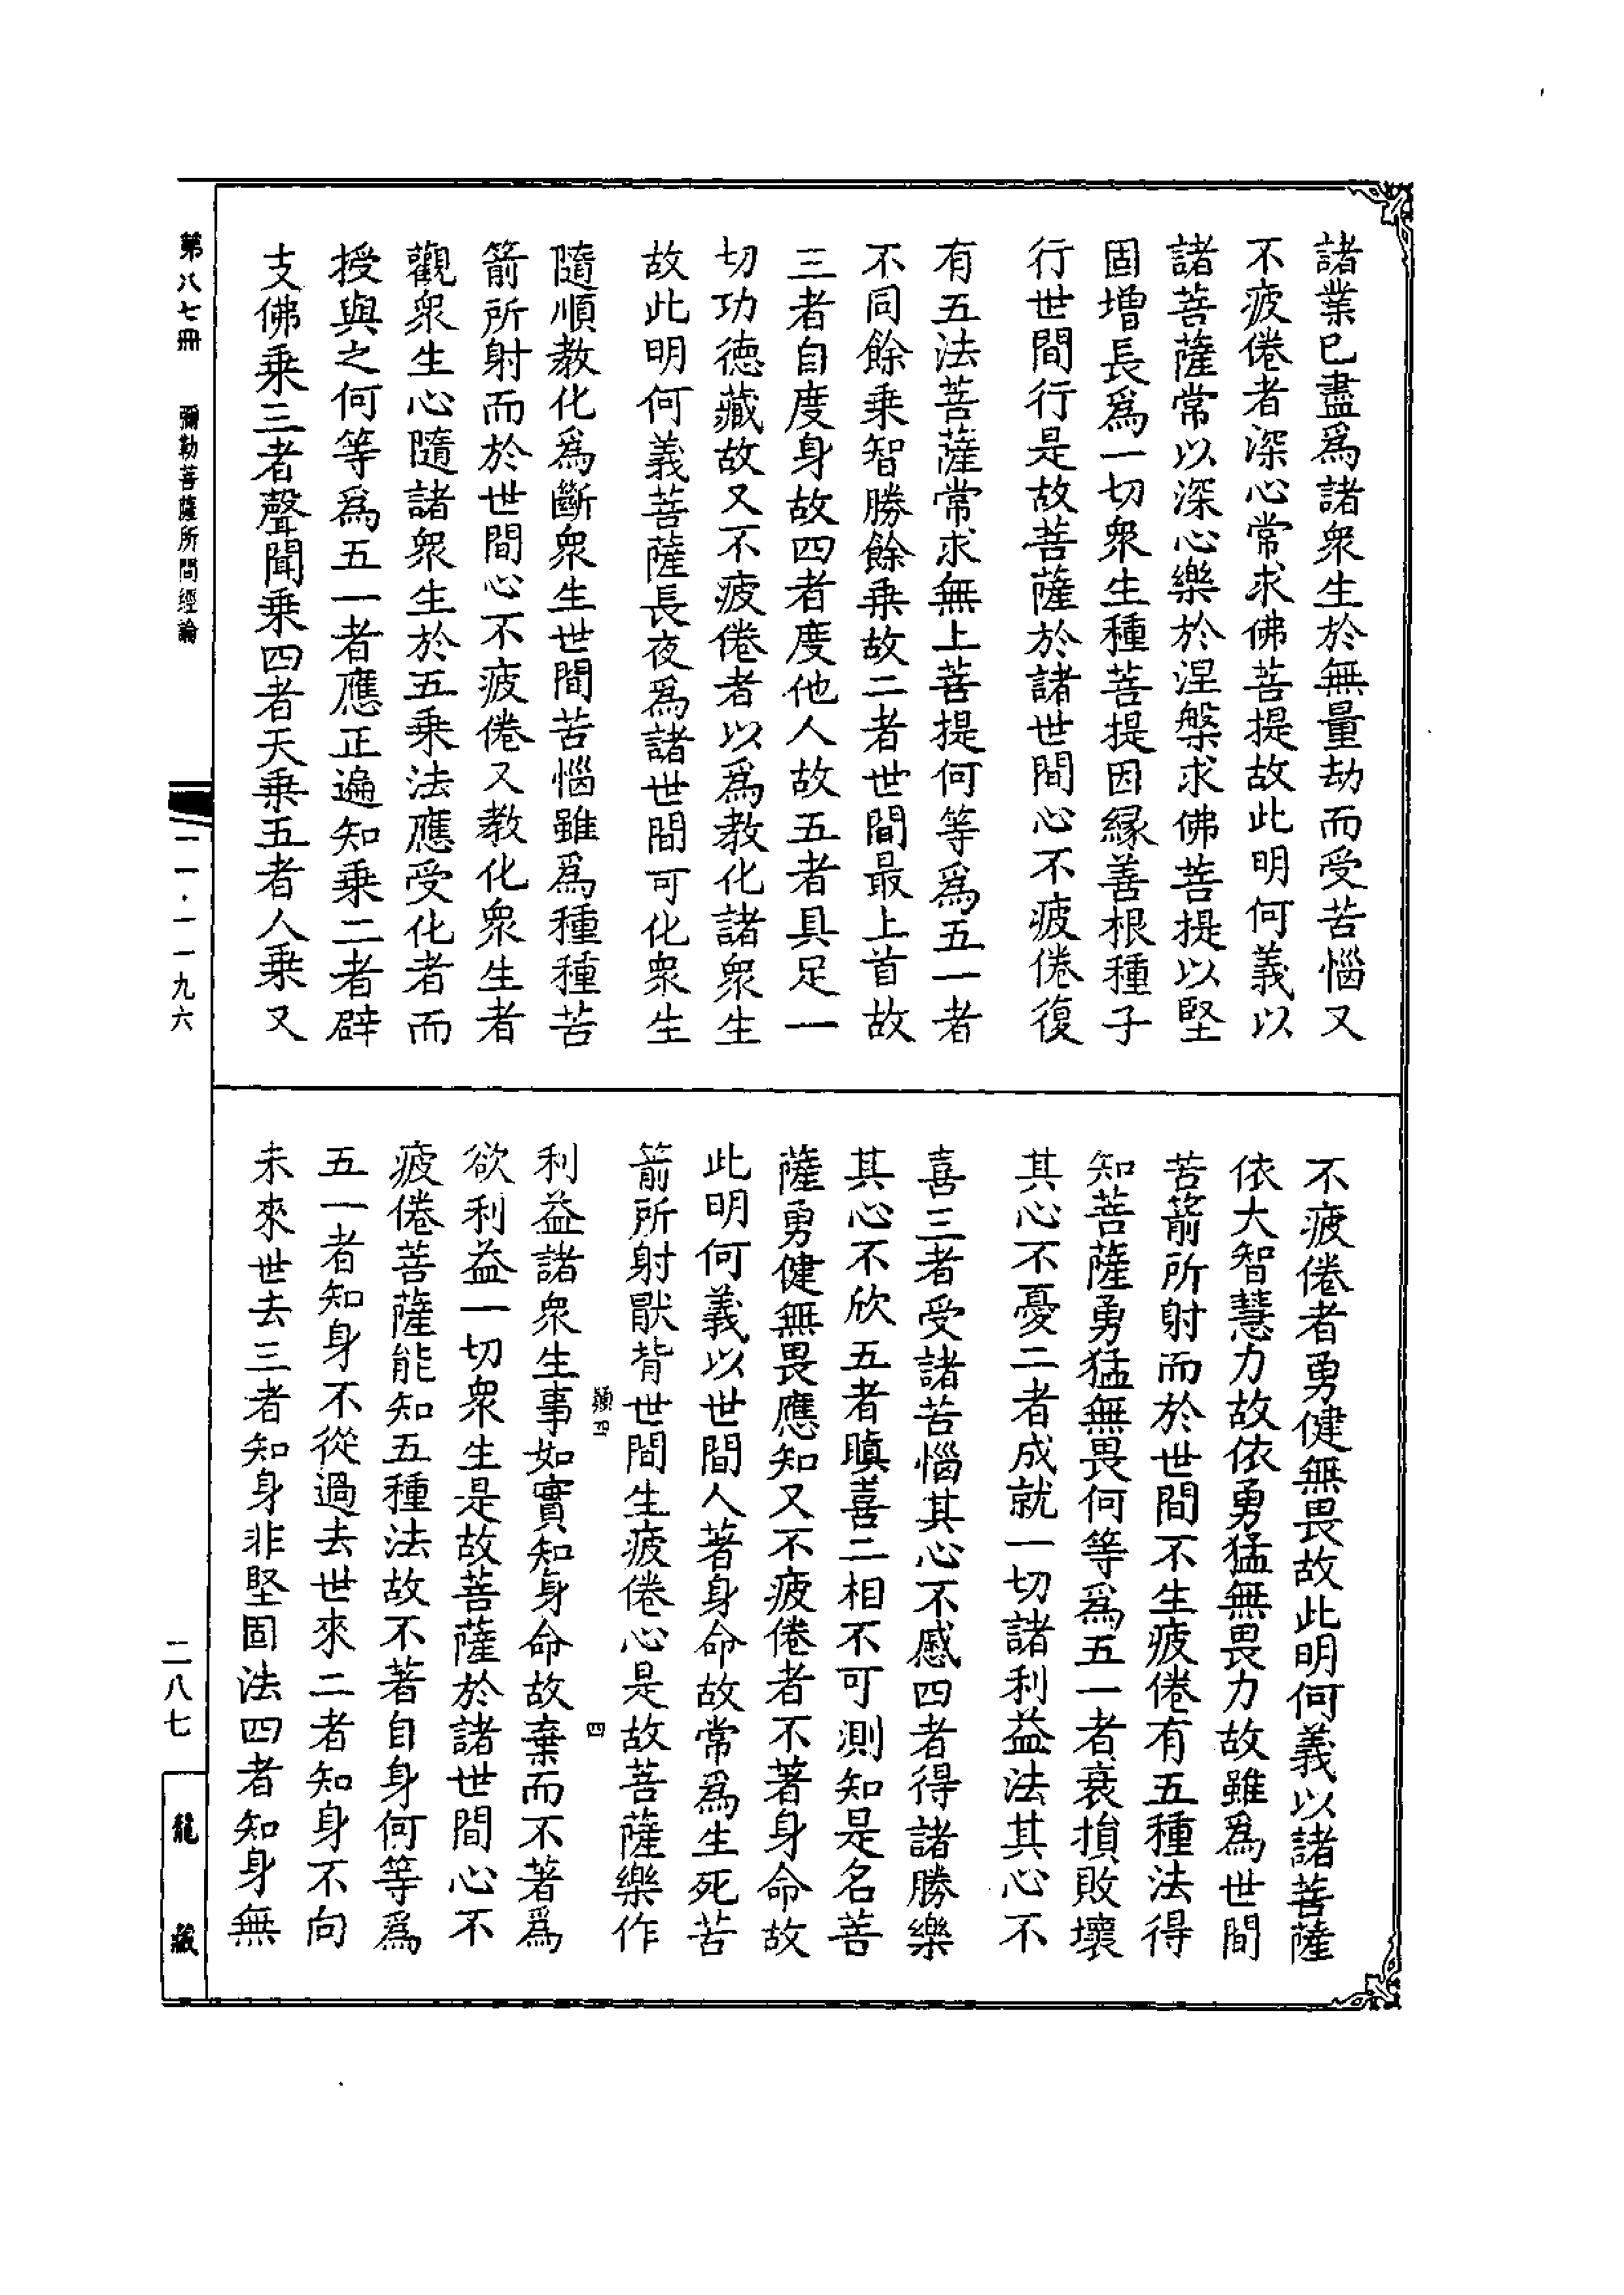 諸業已盡爲諸衆生於無量劫而受苦惱又
不疲倦者深心常求佛菩提故此明何義以
諸菩薩常以深心樂於涅槃求佛菩提以堅
固增長爲一切衆生種菩提因緣善根種子
行世間行是故菩薩於諸世間心不疲倦復
有五法菩薩常求無上菩提何等爲五一者
不同餘乘智勝餘乘故二者世間最上首故
三者自度身故四者度他人故五者具足一
切功德藏故又不疲倦者以爲教化諸衆生
故此明何義菩薩長夜爲諸世間可化衆生
隨順教化爲斷衆生世間苦惱雖爲種種苦
箭所射而於世間心不疲倦又教化衆生者
觀衆生心隨諸衆生於五乘法應受化者而
授與之何等爲五一者應正遍知乘二者辟
支佛乘三者聲聞乘四者天乘五者人乘又
不疲倦者勇健無畏故此明何義以諸菩薩
依大智慧力故依勇猛無畏力故雖爲世間
苦箭所射而於世間不生疲倦有五種法得
知菩薩勇猛無畏何等爲五一者衰損敗壞
其心不憂二者成就一切諸利益法其心不
喜三者受諸苦惱其心不慼四者得諸勝樂
其心不欣五者瞋喜二相不可測知是名菩
薩勇健無畏應知又不疲倦者不著身命故
此明何義以世間人著身命故常爲生死苦
箭所射猒背世間生疲倦心是故菩薩樂作
四
利益諸衆生事如實知身命故棄而不著爲
欲利益一切衆生是故菩薩於諸世間心不
疲倦菩薩能知五種法故不著自身何等爲
五一者知身不從過去世來二者知身不向
未來世去三者知身非堅固法四者知身無
第八七冊　彌勒菩薩所問經論
一一·一一九六
二八七
龍藏